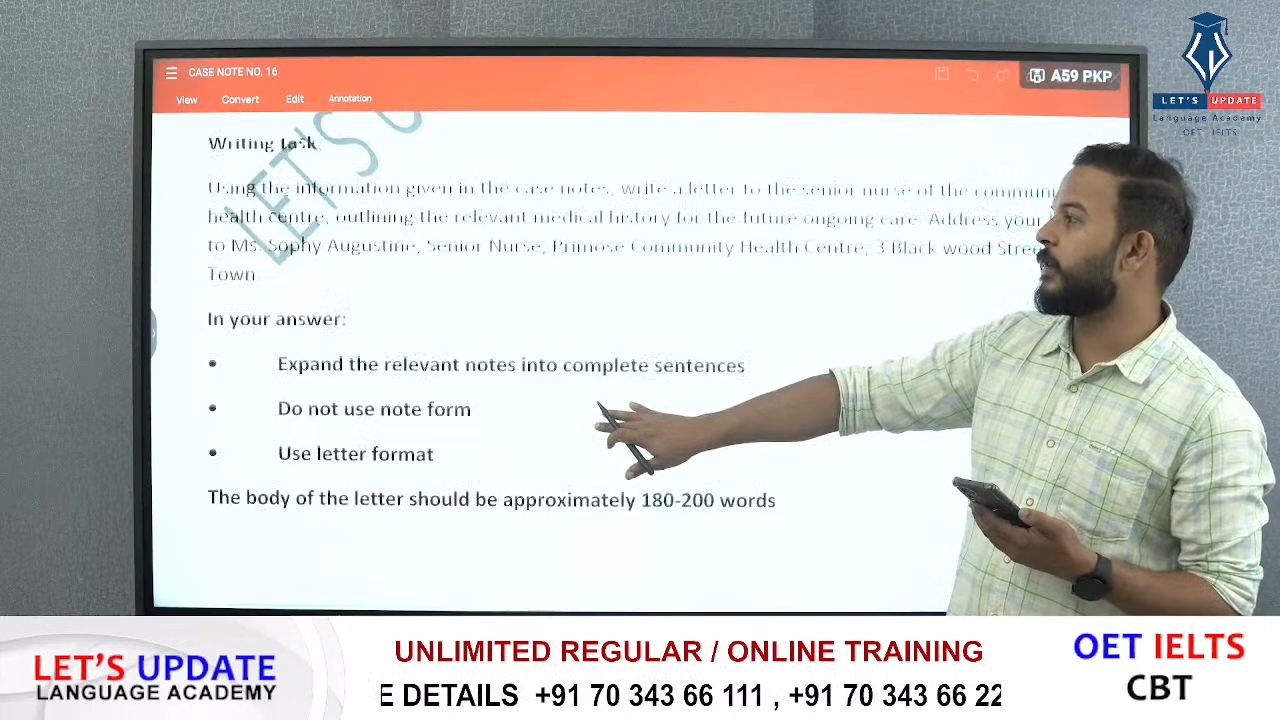 CASE NOTE NO. 16
A59 PKP
View Convert Edit Annotation
LET'S UPDATE
Language Academy
OET IELTS
LET'S U
Writing task
Using the information given in the case notes, write a letter to the senior nurse of the communi
health centre, outlining the relevant medical history for the future ongoing care. Address your
to Ms. Sophy Augustine, Senior Nurse, Primose Community Health Centre, 3 Black wood Stree
Town
In your answer:
• Expand the relevant notes into complete sentences
• Do not use note form
• Use letter format
The body of the letter should be approximately 180-200 words
LET'S UPDATE
LANGUAGE ACADEMY
UNLIMITED REGULAR / ONLINE TRAINING
E DETAILS +91 70 343 66 111 , +91 70 343 66 22
OET IELTS
CBT